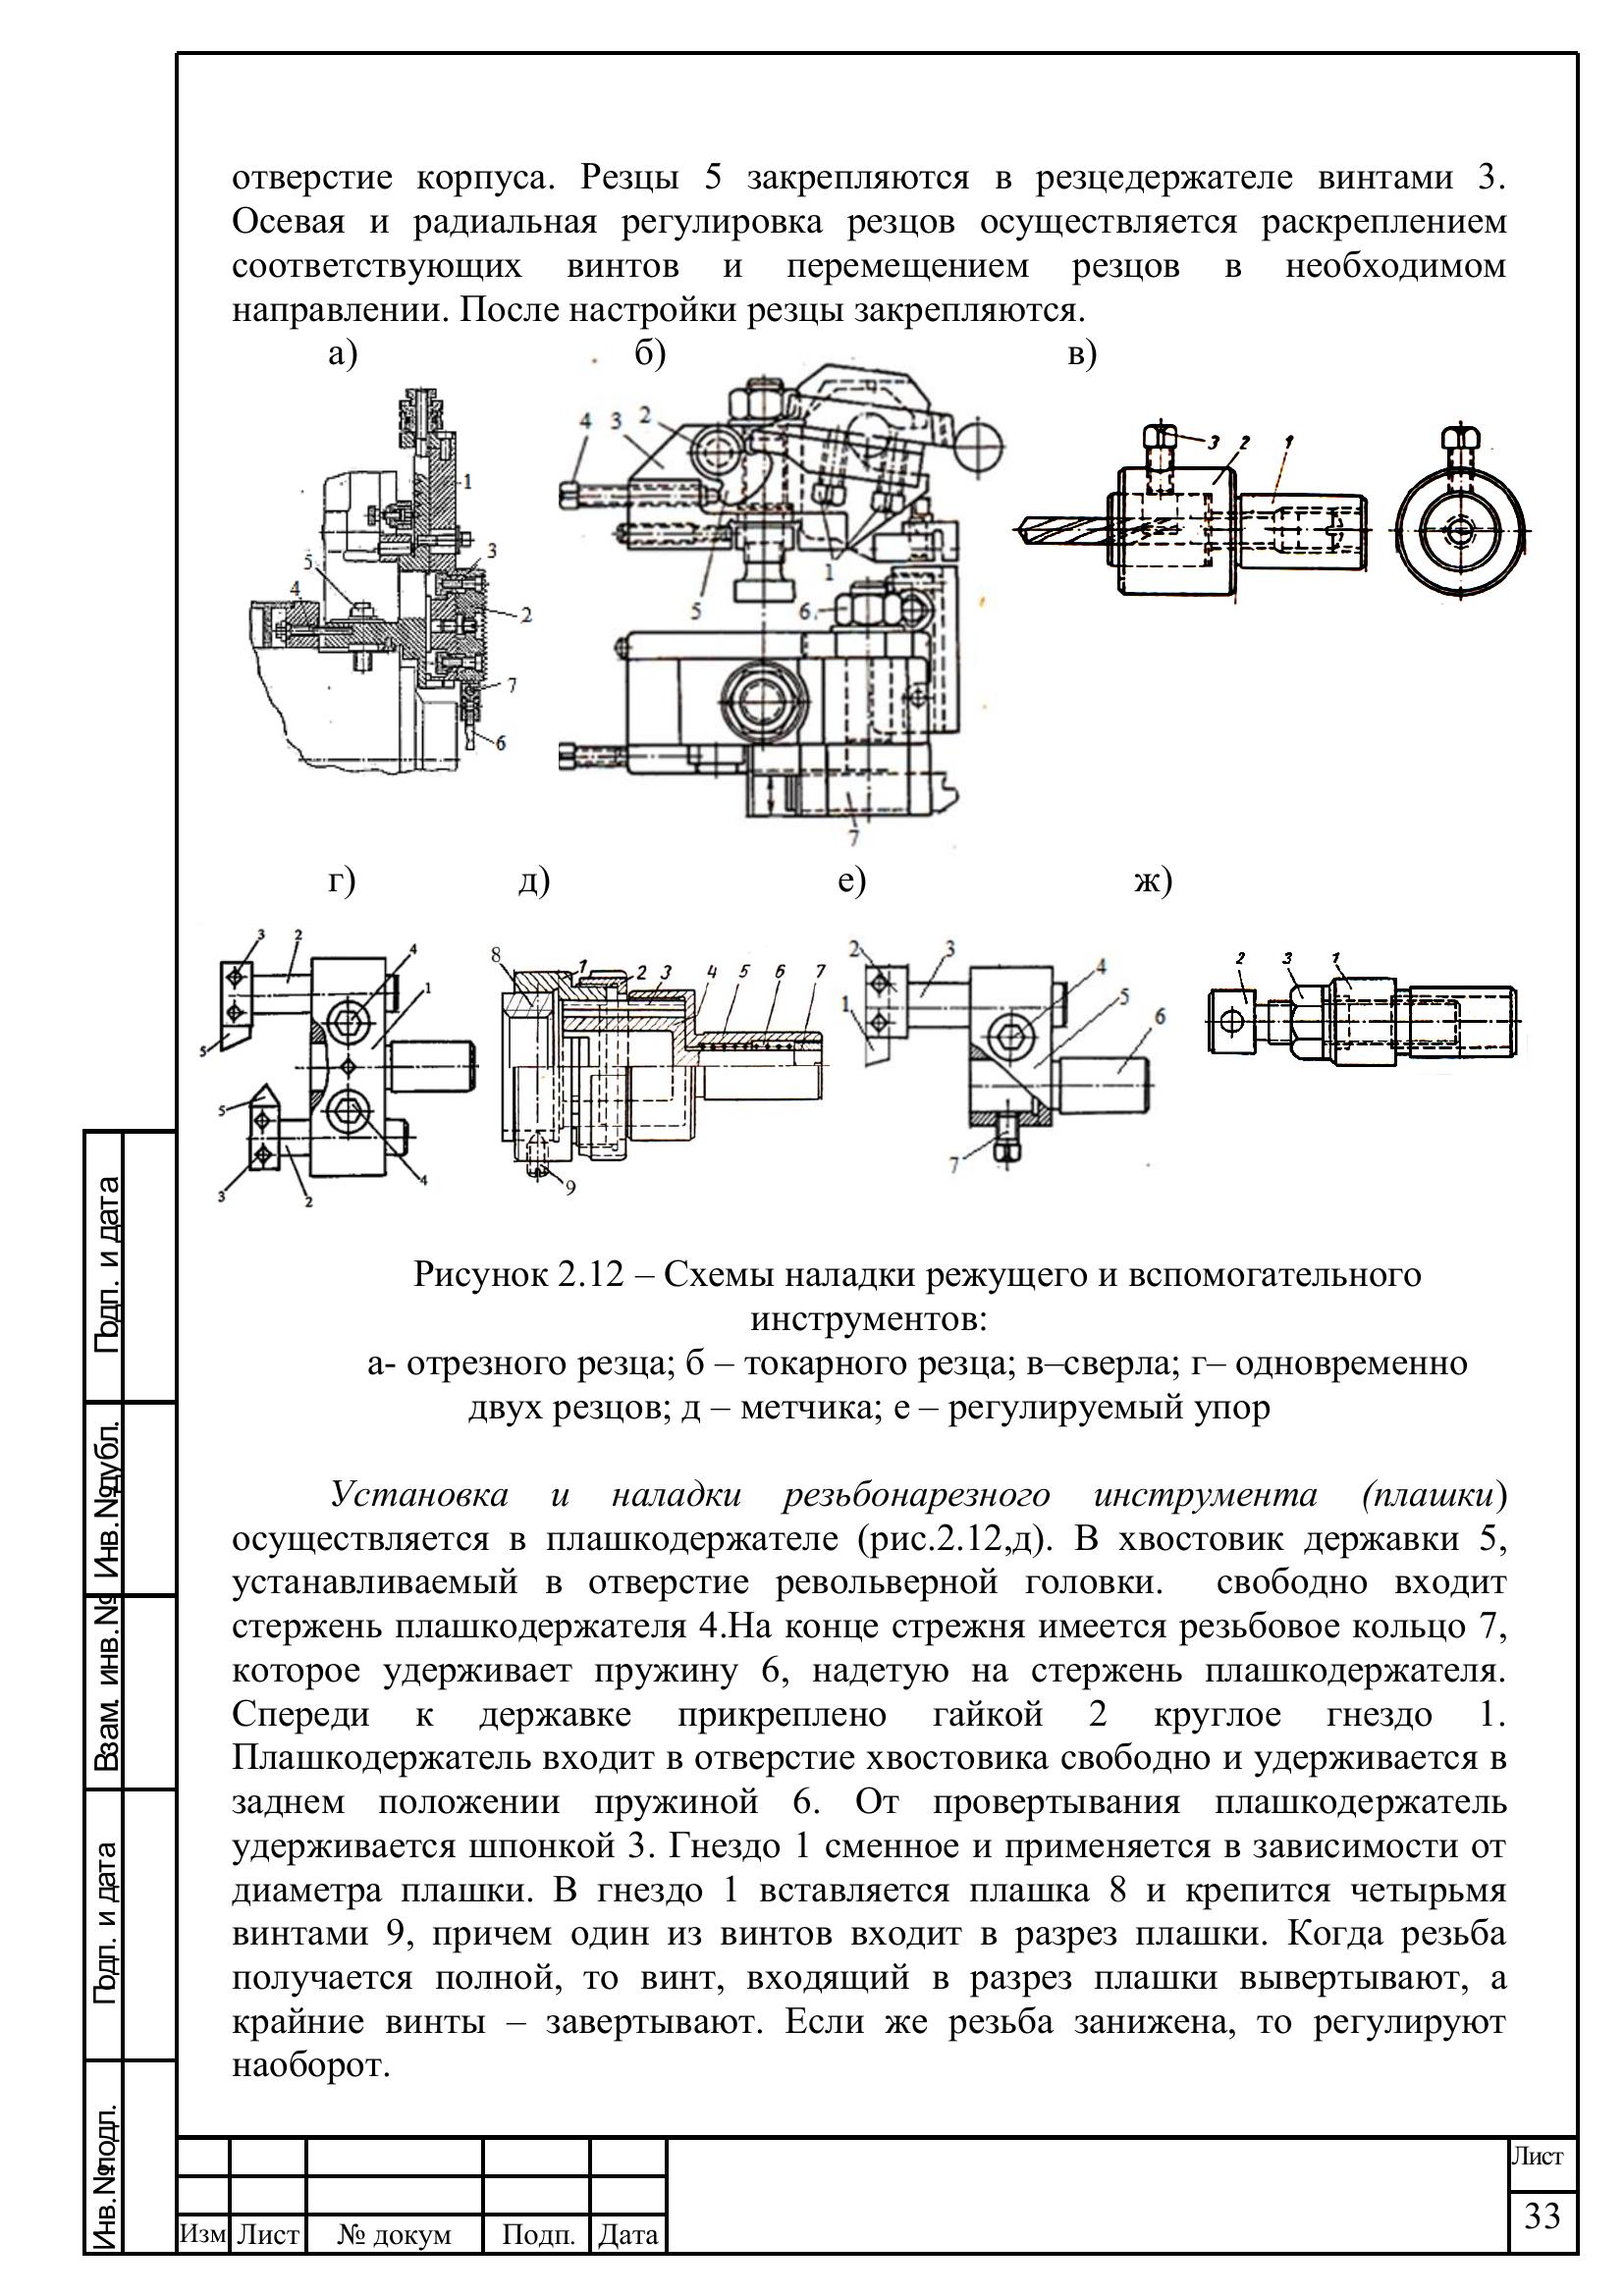 отверстие корпуса. Резцы 5 закрепляются в резцедержателе винтами 3.
Осевая и радиальная регулировка резцов осуществляется раскреплением
соответствующих винтов и перемещением резцов в необходимом
направлении. После настройки резцы закрепляются.
а) б) в)
4 3 2
3 2 1
1
5 3
4
2
5 6. 1
7
6
7
г) д) е) ж)
3 2 4 1 5
5 4
3 2
8 1 2 3 4 5 6 7
9
2 3 4 5 6
1
7
2 3 1
Рисунок 2.12 – Схемы наладки режущего и вспомогательного
инструментов:
а- отрезного резца; б – токарного резца; в–сверла; г– одновременно
двух резцов; д – метчика; е – регулируемый упор
Установка и наладки резьбонарезного инструмента (плашки)
осуществляется в плашкодержателе (рис.2.12,д). В хвостовик державки 5,
устанавливаемый в отверстие револьверной головки. свободно входит
стержень плашкодержателя 4.На конце стрежня имеется резьбовое кольцо 7,
которое удерживает пружину 6, надетую на стержень плашкодержателя.
Спереди к державке прикреплено гайкой 2 круглое гнездо 1.
Плашкодержатель входит в отверстие хвостовика свободно и удерживается в
заднем положении пружиной 6. От провертывания плашкодержатель
удерживается шпонкой 3. Гнездо 1 сменное и применяется в зависимости от
диаметра плашки. В гнездо 1 вставляется плашка 8 и крепится четырьмя
винтами 9, причем один из винтов входит в разрез плашки. Когда резьба
получается полной, то винт, входящий в разрез плашки вывертывают, а
крайние винты – завертывают. Если же резьба занижена, то регулируют
наоборот.
Подп. и дата
Инв.№дубл.
Взам. инв.№
Подп. и дата
Инв.№подл.
Изм Лист № докум Подп. Дата
Лист
33